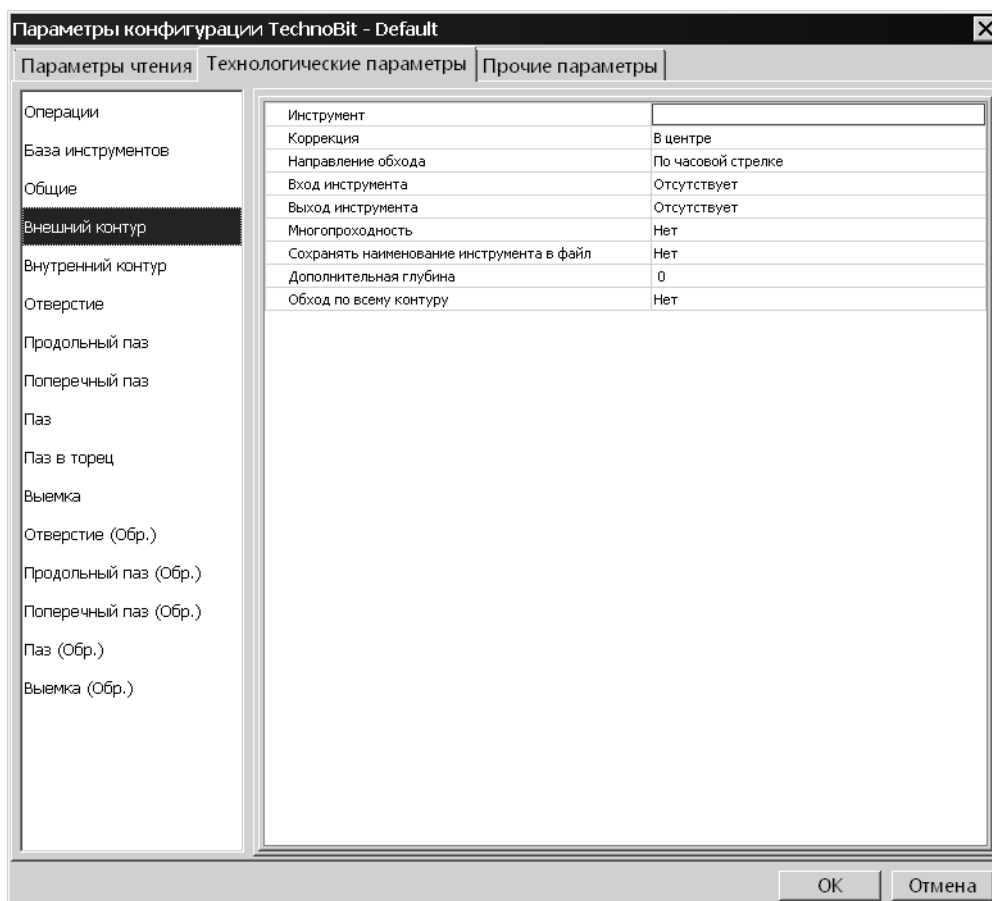 Параметры конфигурации TechnoBit - Default
Параметры чтения Технологические параметры Прочие параметры
Операции
База инструментов
Общие
Внешний контур
Внутренний контур
Отверстие
Продольный паз
Поперечный паз
Паз
Паз в торец
Выемка
Отверстие (Обр.)
Продольный паз (Обр.)
Поперечный паз (Обр.)
Паз (Обр.)
Выемка (Обр.)
Инструмент
Коррекция В центре
Направление обхода По часовой стрелке
Вход инструмента Отсутствует
Выход инструмента Отсутствует
Многопроходность Нет
Сохранять наименование инструмента в файл Нет
Дополнительная глубина 0
Обход по всему контуру Нет
OK Отмена